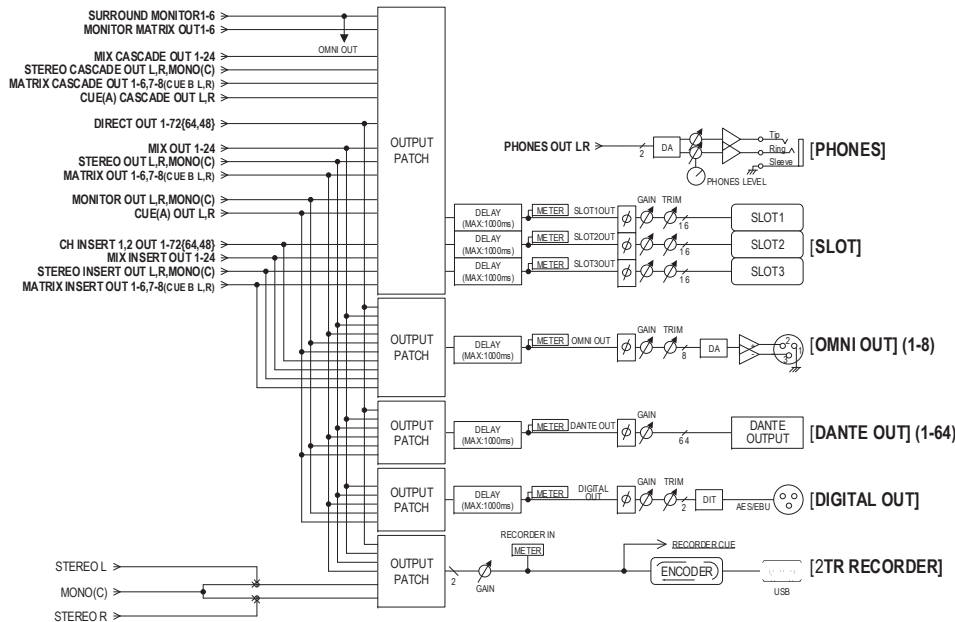 SURROUND MONITOR1-6
MONITOR MATRIX OUT1-6
OMNI OUT
MIX CASCADE OUT 1-24
STEREO CASCADE OUT L,R,MONO(C)
MATRIX CASCADE OUT 1-6,7-8(CUE B L,R)
CUE(A) CASCADE OUT L,R
DIRECT OUT 1-72{64,48}
MIX OUT 1-24
STEREO OUT L,R,MONO(C)
MATRIX OUT 1-6,7-8(CUE B L,R)
MONITOR OUT L,R,MONO(C)
CUE(A) OUT L,R
CH INSERT 1,2 OUT 1-72{64,48}
MIX INSERT OUT 1-24
STEREO INSERT OUT L,R,MONO(C)
MATRIX INSERT OUT 1-6,7-8(CUE B L,R)
OUTPUT
PATCH
PHONES OUT LR
2
DA
PHONES LEVEL
Tip
Ring
Sleeve
[PHONES]
DELAY
(MAX:1000ms)
METER
SLOT1OUT
GAIN
TRIM
16
SLOT1
DELAY
(MAX:1000ms)
METER
SLOT2OUT
16
SLOT2
[SLOT]
DELAY
(MAX:1000ms)
METER
SLOT3OUT
16
SLOT3
OUTPUT
PATCH
DELAY
(MAX:1000ms)
METER
OMNI OUT
GAIN
TRIM
8
DA
+
-
2
1
3
[OMNI OUT] (1-8)
OUTPUT
PATCH
DELAY
(MAX:1000ms)
METER
DANTE OUT
GAIN
64
DANTE
OUTPUT
[DANTE OUT] (1-64)
OUTPUT
PATCH
DELAY
(MAX:1000ms)
METER
DIGITAL
OUT
GAIN
TRIM
2
DIT
AES/EBU
[DIGITAL OUT]
STEREO L
MONO(C)
STEREO R
OUTPUT
PATCH
2
GAIN
RECORDER IN
METER
RECORDER CUE
ENCODER
USB
[2TR RECORDER]